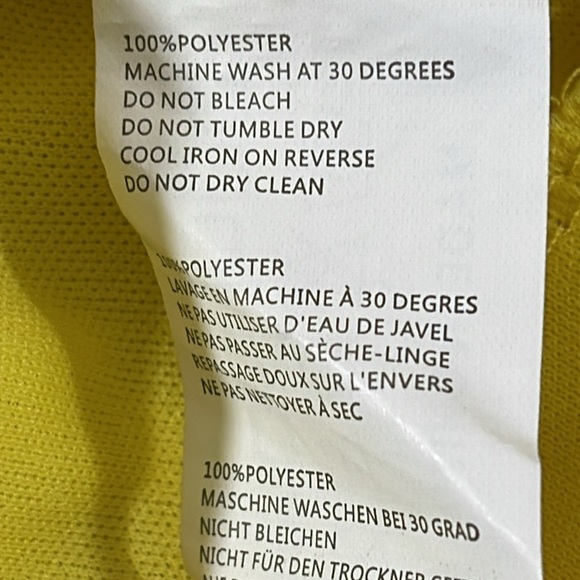 100%POLYESTER
MACHINE WASH AT 30 DEGREES
DO NOT BLEACH
DO NOT TUMBLE DRY
COOL IRON ON REVERSE
DO NOT DRY CLEAN
100%POLYESTER
LAVAGE EN MACHINE À 30 DEGRES
NE PAS UTILISER D'EAU DE JAVEL
NE PAS PASSER AU SÈCHE-LINGE
REPASSAGE DOUX SUR L'ENVERS
NE PAS NETTOYER À SEC
100%POLYESTER
MASCHINE WASCHEN BEI 30 GRAD
NICHT BLEICHEN
NICHT FÜR DEN TROCKNER